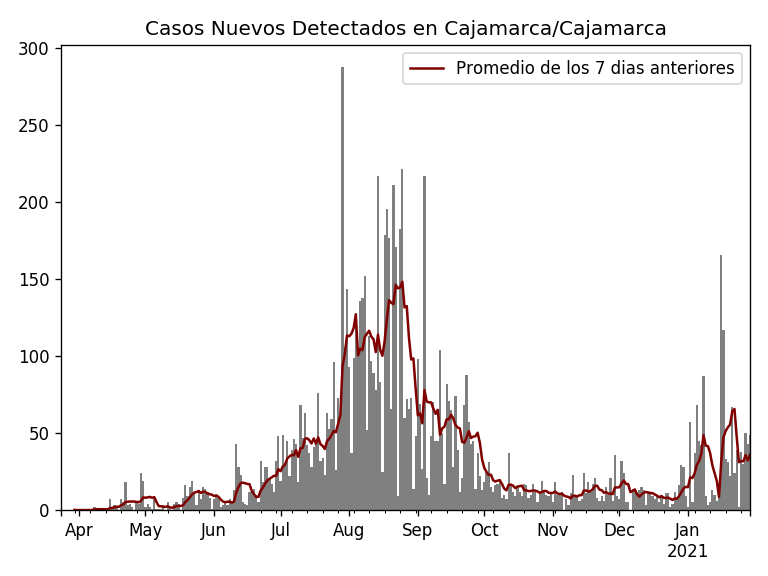 Casos Nuevos Detectados en Cajamarca/Cajamarca
Promedio de los 7 dias anteriores
300
250
200
150
100
50
0
Apr May Jun Jul Aug Sep Oct Nov Dec Jan
2021